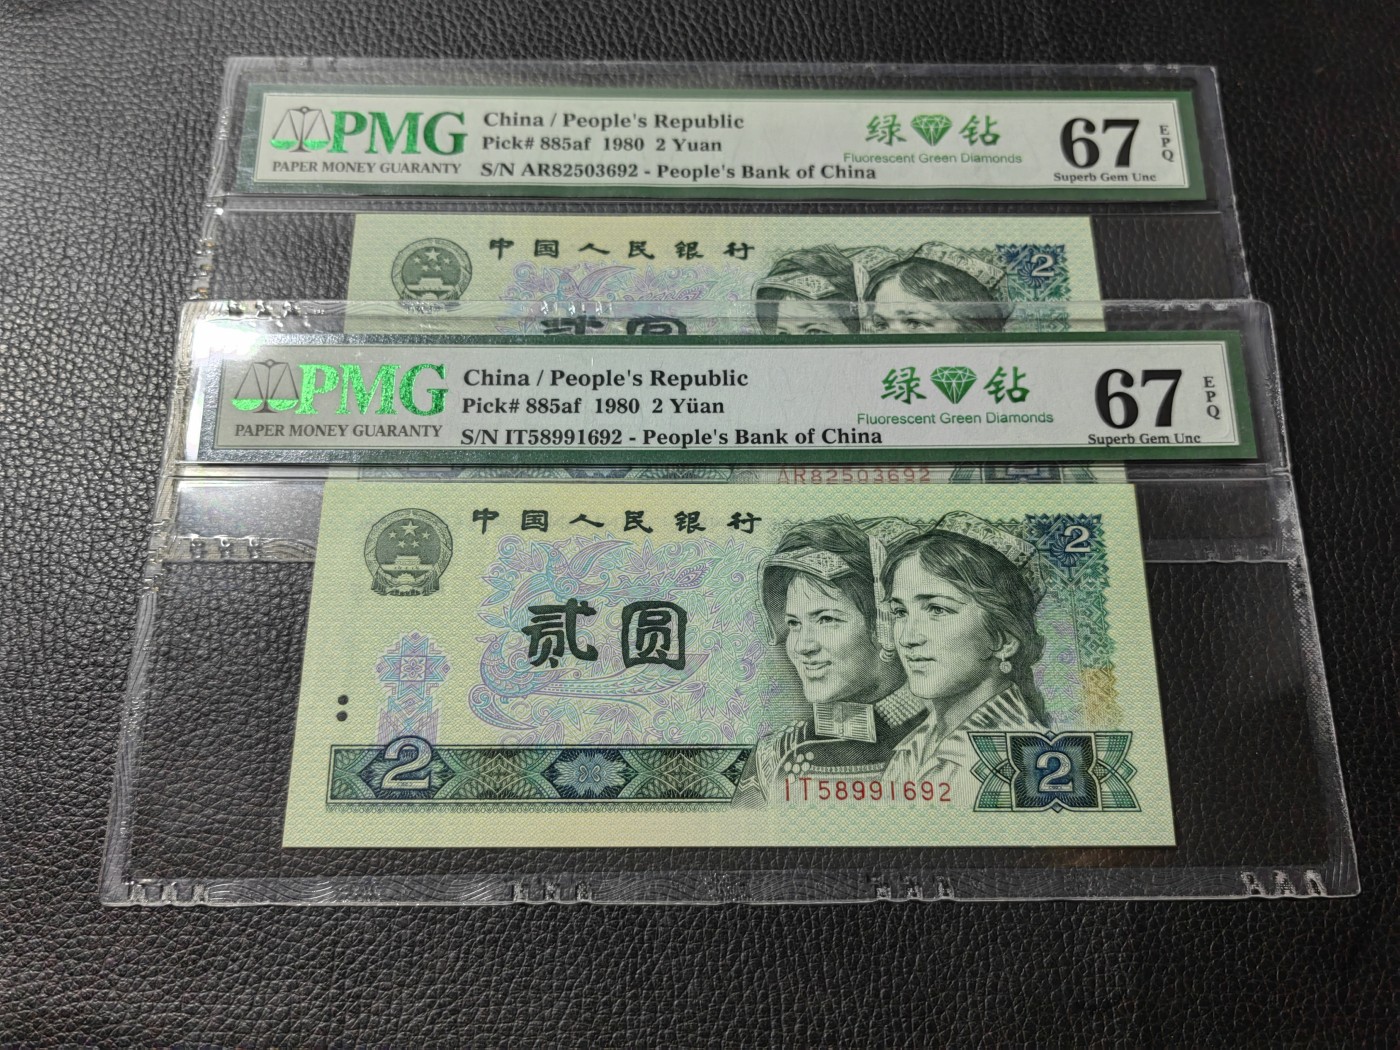 PMG
PAPER MONEY GUARANTY
China / People's Republic
Pick# 885af 1980 2 Yuan
S/N AR82503692 - People's Bank of China
绿 钻
Fluorescent Green Diamonds
67
EPQ
Superb Gem Unc
中国人民银行
2
贰圆
PMG
PAPER MONEY GUARANTY
China / People's Republic
Pick# 885af 1980 2 Yüan
S/N IT58991692 - People's Bank of China
绿 钻
Fluorescent Green Diamonds
67
EPQ
Superb Gem Unc
AR82503692
中国人民银行
2
贰圆
2
IT58991692
2